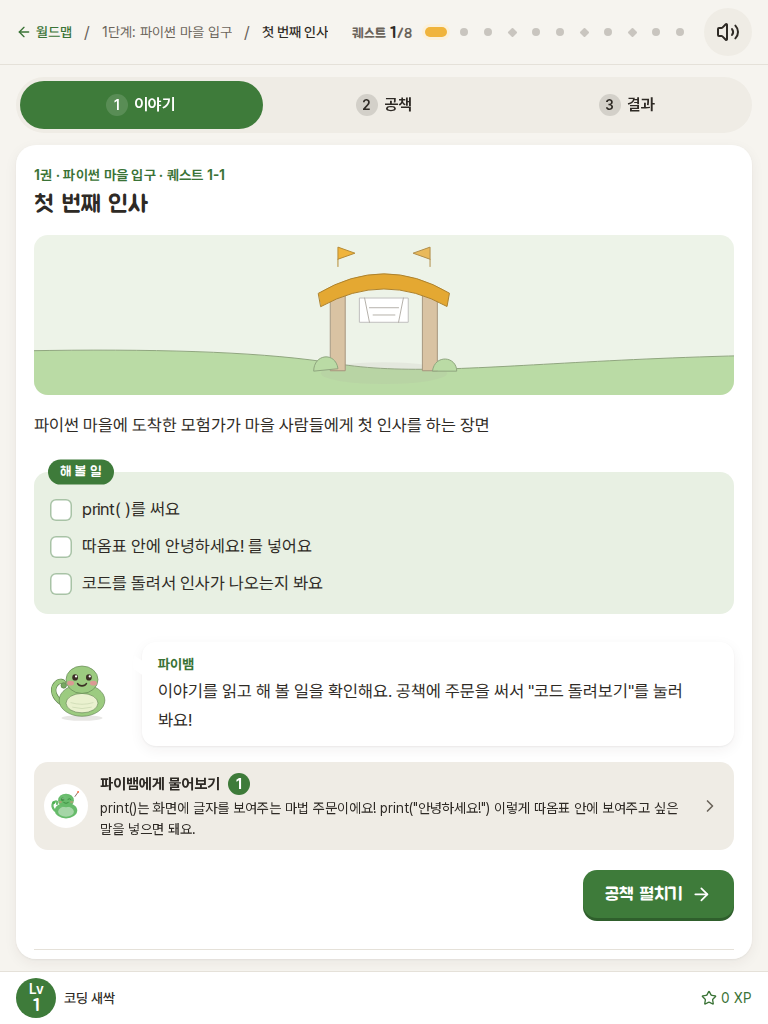 ← 월드맵 / 1단계: 파이썬 마을 입구 / 첫 번째 인사 퀘스트 1/8
1 이야기 2 공책 3 결과
1권 · 파이썬 마을 입구 · 퀘스트 1-1
첫 번째 인사
파이썬 마을에 도착한 모험가가 마을 사람들에게 첫 인사를 하는 장면
해 볼 일
print( )를 써요
따옴표 안에 안녕하세요! 를 넣어요
코드를 돌려서 인사가 나오는지 봐요
파이뱀
이야기를 읽고 해 볼 일을 확인해요. 공책에 주문을 써서 "코드 돌려보기"를 눌러
봐요!
파이뱀에게 물어보기 1
print()는 화면에 글자를 보여주는 마법 주문이에요! print("안녕하세요!") 이렇게 따옴표 안에 보여주고 싶은
말을 넣으면 돼요.
공책 펼치기 →
Lv
1
코딩 새싹
0 XP